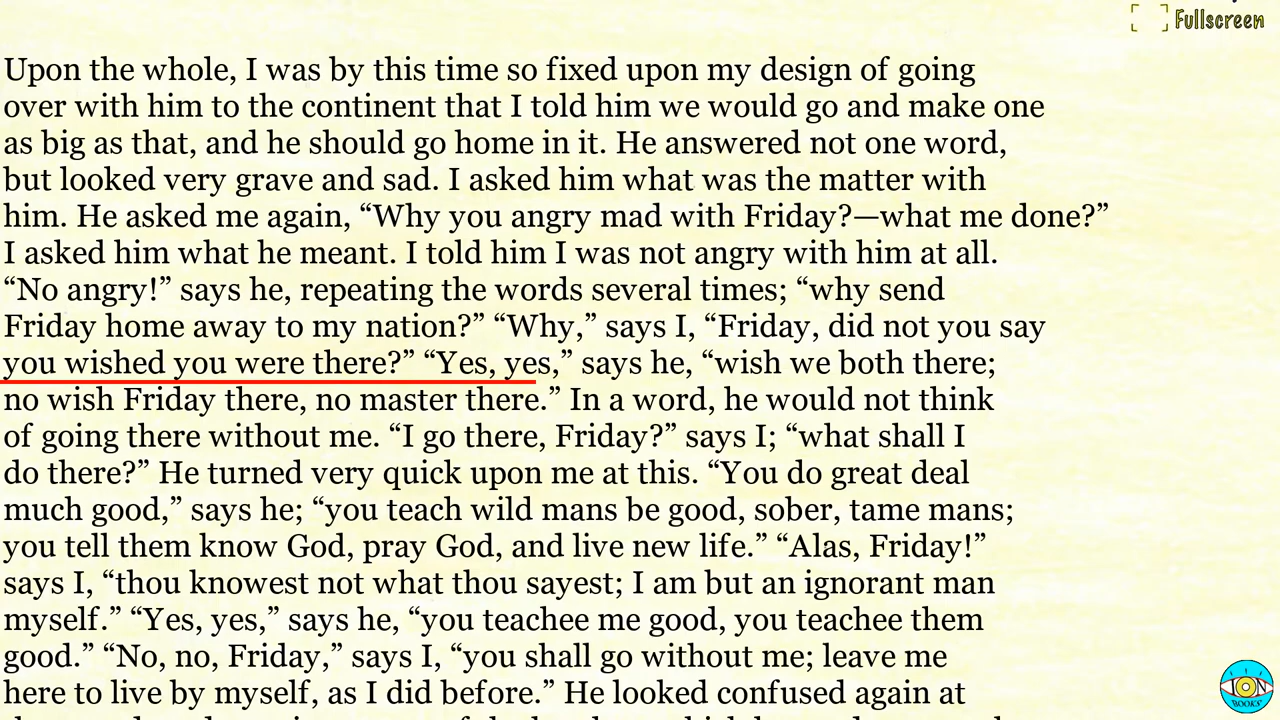 Fullscreen
Upon the whole, I was by this time so fixed upon my design of going
over with him to the continent that I told him we would go and make one
as big as that, and he should go home in it. He answered not one word,
but looked very grave and sad. I asked him what was the matter with
him. He asked me again, “Why you angry mad with Friday?—what me done?”
I asked him what he meant. I told him I was not angry with him at all.
“No angry!” says he, repeating the words several times; “why send
Friday home away to my nation?” “Why,” says I, “Friday, did not you say
you wished you were there?” “Yes, yes,” says he, “wish we both there;
no wish Friday there, no master there.” In a word, he would not think
of going there without me. “I go there, Friday?” says I; “what shall I
do there?” He turned very quick upon me at this. “You do great deal
much good,” says he; “you teach wild mans be good, sober, tame mans;
you tell them know God, pray God, and live new life.” “Alas, Friday!”
says I, “thou knowest not what thou sayest; I am but an ignorant man
myself.” “Yes, yes,” says he, “you teachee me good, you teachee them
good.” “No, no, Friday,” says I, “you shall go without me; leave me
here to live by myself, as I did before.” He looked confused again at
ION
BOOKS